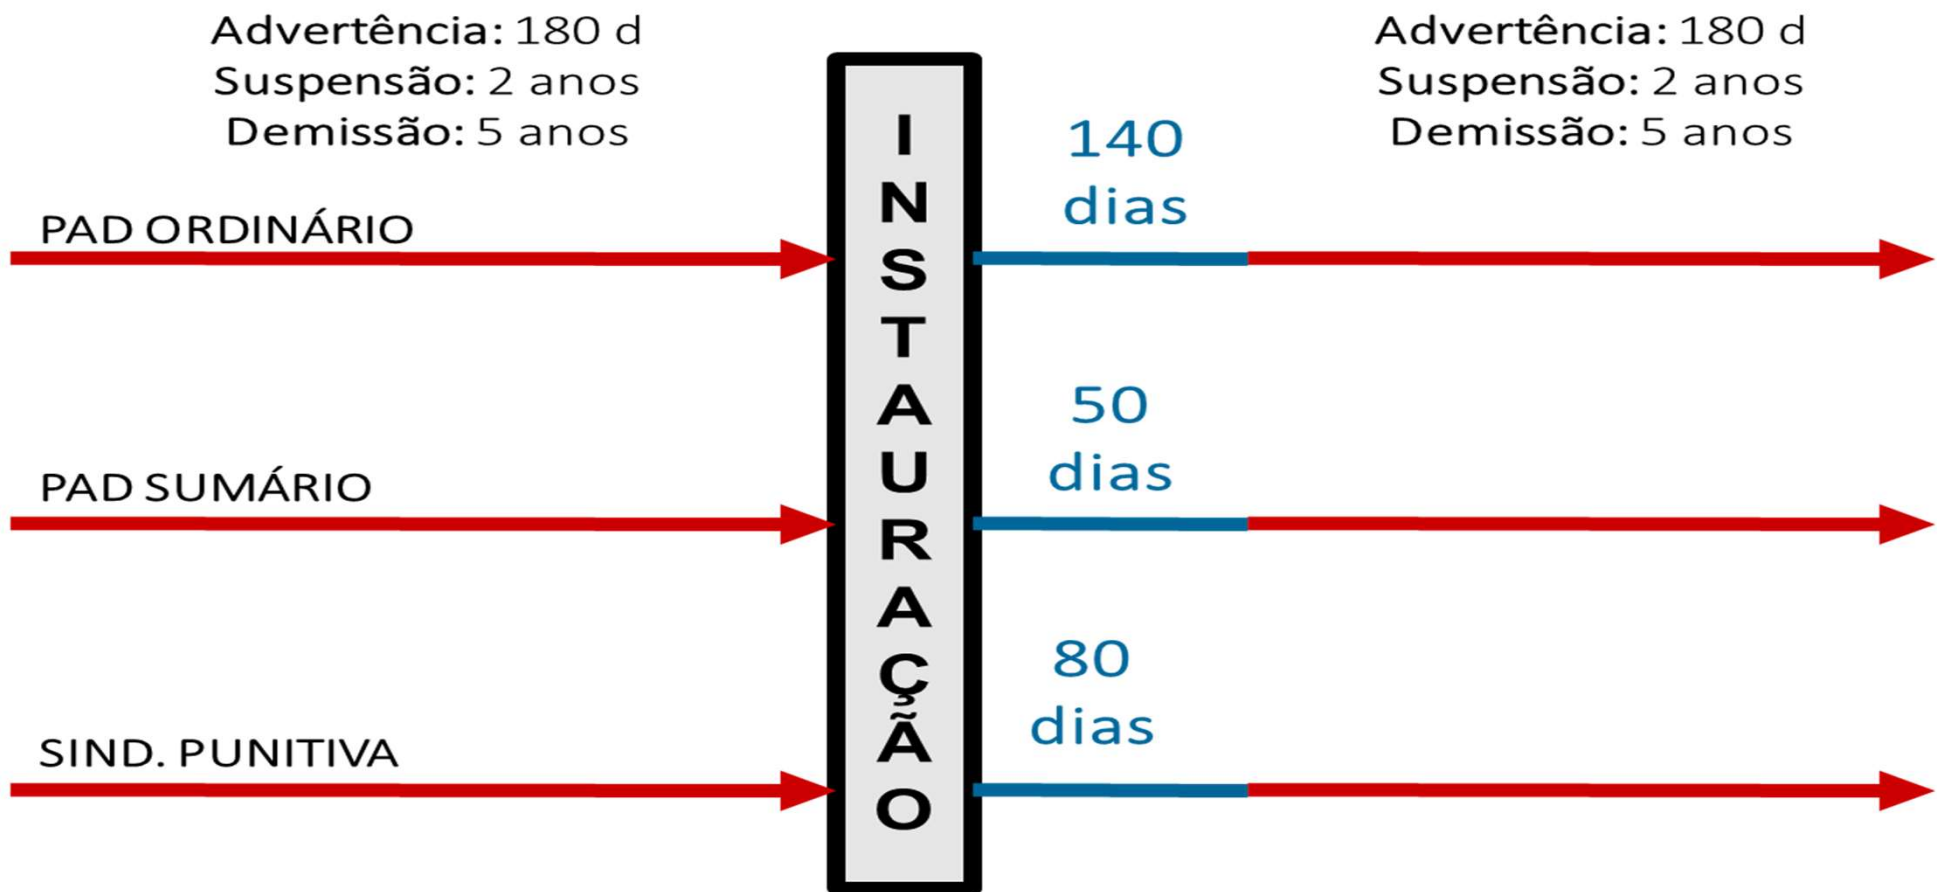 Advertência: 180 d
Suspensão: 2 anos
Demissão: 5 anos
PAD ORDINÁRIO
PAD SUMÁRIO
SIND. PUNITIVA
INSTAURAÇÃO
140
dias
50
dias
80
dias
Advertência: 180 d
Suspensão: 2 anos
Demissão: 5 anos